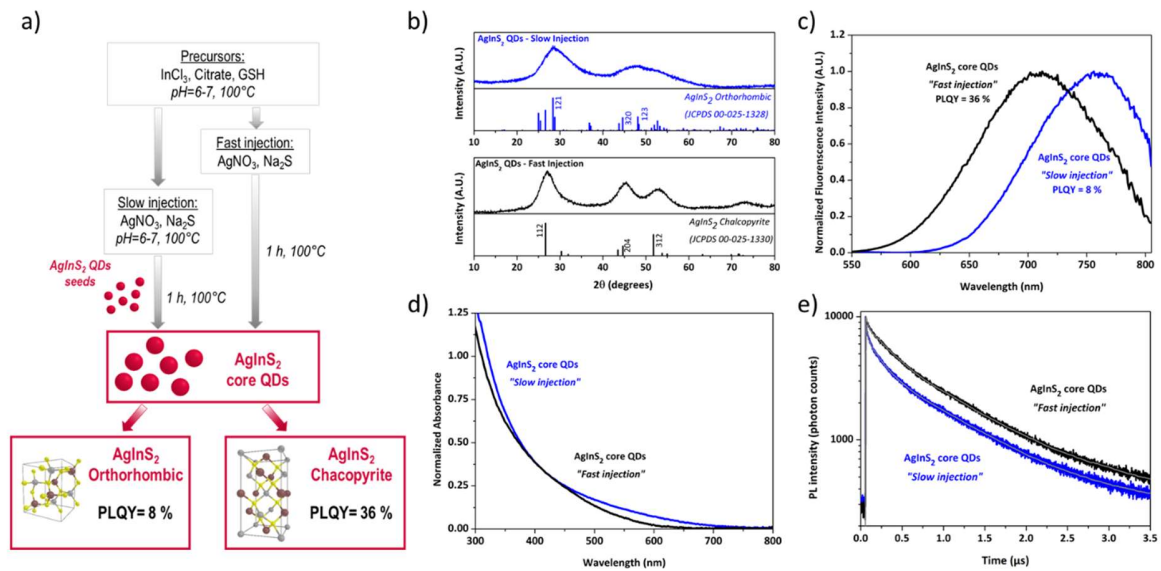 a)
Precursors:
InCl3, Citrate, GSH
pH=6-7, 100°C
Fast injection:
AgNO3, Na2S
Slow injection:
AgNO3, Na2S
pH=6-7, 100°C
AgInS2 QDs
seeds
1 h, 100°C
1 h, 100°C
AgInS2
core QDs
AgInS2
Orthorhombic
PLQY= 8 %
AgInS2
Chacopyrite
PLQY= 36 %
b)
Intensity (A.U.)
AgInS2 QDs - Slow Injection
121
320
123
AgInS2 Orthorhombic
(JCPDS 00-025-1328)
10 20 30 40 50 60 70 80
Intensity (A.U.)
AgInS2 QDs - Fast Injection
112
204
312
AgInS2 Chalcopyrite
(JCPDS 00-025-1330)
10 20 30 40 50 60 70 80
2θ (degrees)
c)
Normalized Fluorescence Intensity (A.U.)
1.2
1.0
0.8
0.6
0.4
0.2
0.0
AgInS2 core QDs
"Fast injection"
PLQY = 36 %
AgInS2 core QDs
"Slow injection"
PLQY = 8 %
550 600 650 700 750 800
Wavelength (nm)
d)
Normalized Absorbance
1.25
1.00
0.75
0.50
0.25
0.00
AgInS2 core QDs
"Slow injection"
AgInS2 core QDs
"Fast injection"
300 400 500 600 700 800
Wavelength (nm)
e)
PL intensity (photon counts)
10000
1000
AgInS2 core QDs
"Fast injection"
AgInS2 core QDs
"Slow injection"
0.0 0.5 1.0 1.5 2.0 2.5 3.0 3.5
Time (µs)